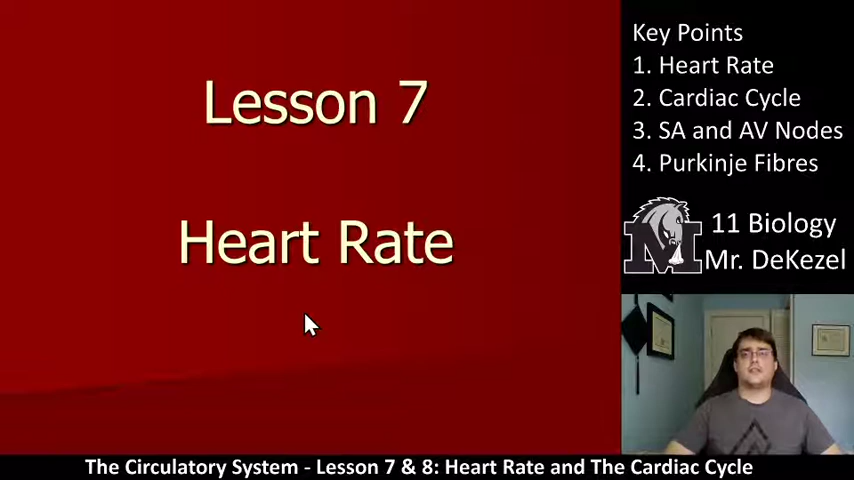 Lesson 7
Heart Rate
Key Points
1. Heart Rate
2. Cardiac Cycle
3. SA and AV Nodes
4. Purkinje Fibres
M
11 Biology
Mr. DeKezel
The Circulatory System - Lesson 7 & 8: Heart Rate and The Cardiac Cycle